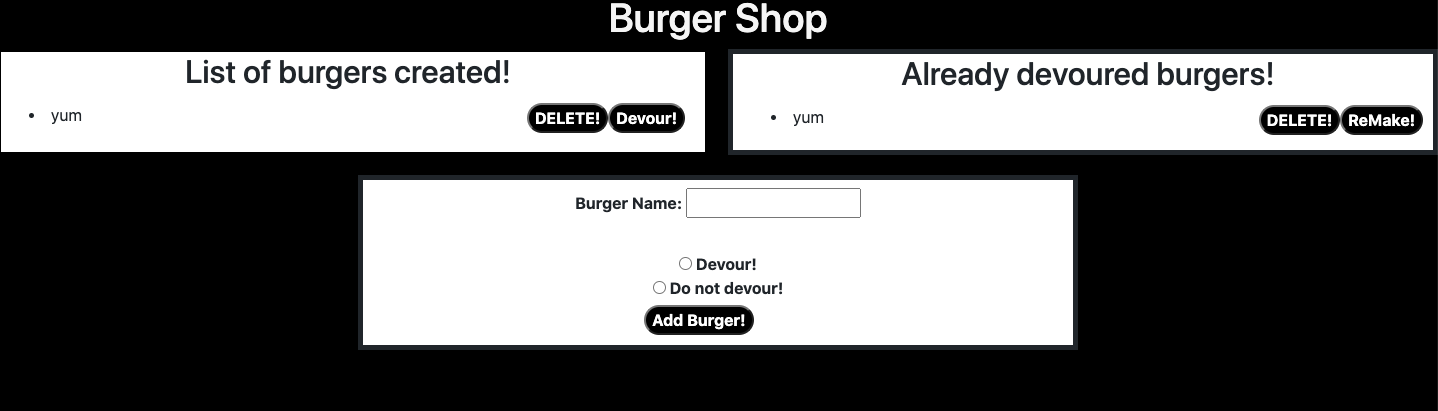 Burger Shop
List of burgers created!
yum
DELETE! Devour!
Already devoured burgers!
yum
DELETE! ReMake!
Burger Name:
Devour!
Do not devour!
Add Burger!